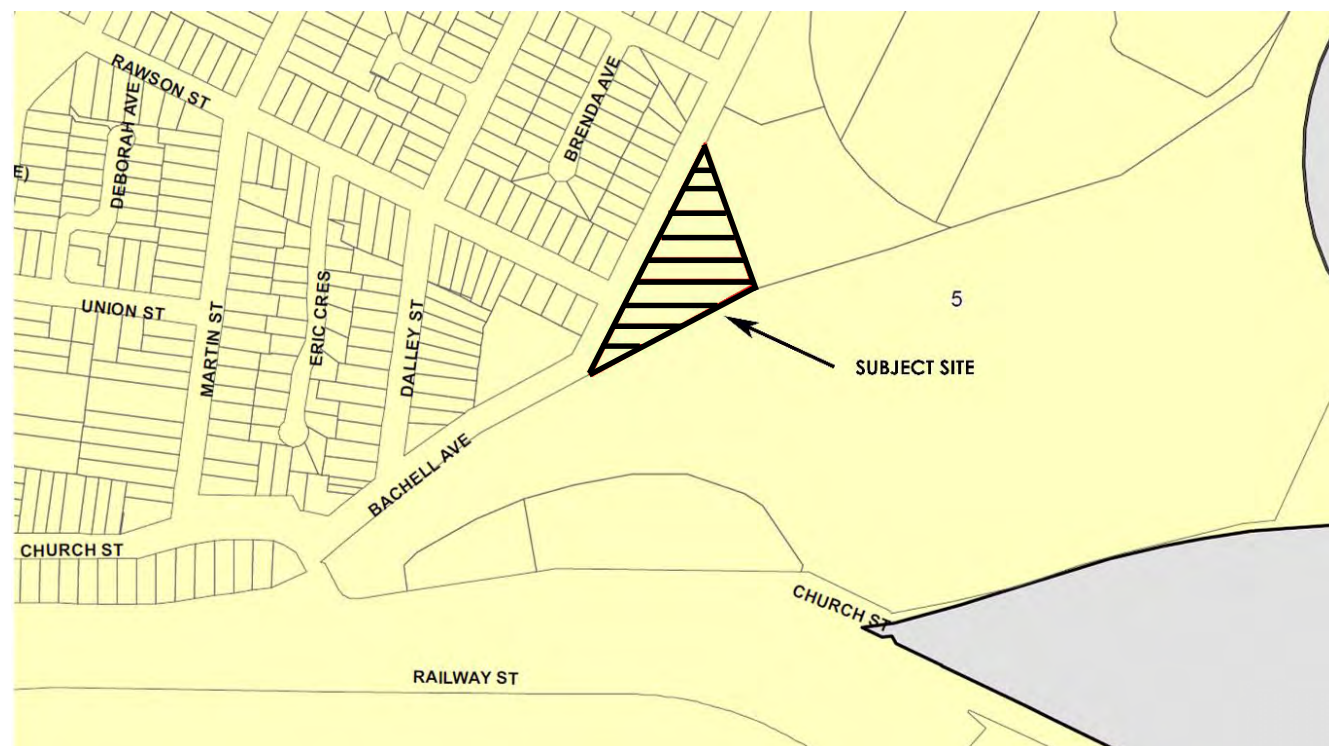 RAWSON ST
BRENDA AVE
DEBORAH AVE
E)
UNION ST
MARTIN ST
ERIC CRES
DALLEY ST
5
SUBJECT SITE
BACHELL AVE
CHURCH ST
CHURCH ST
RAILWAY ST